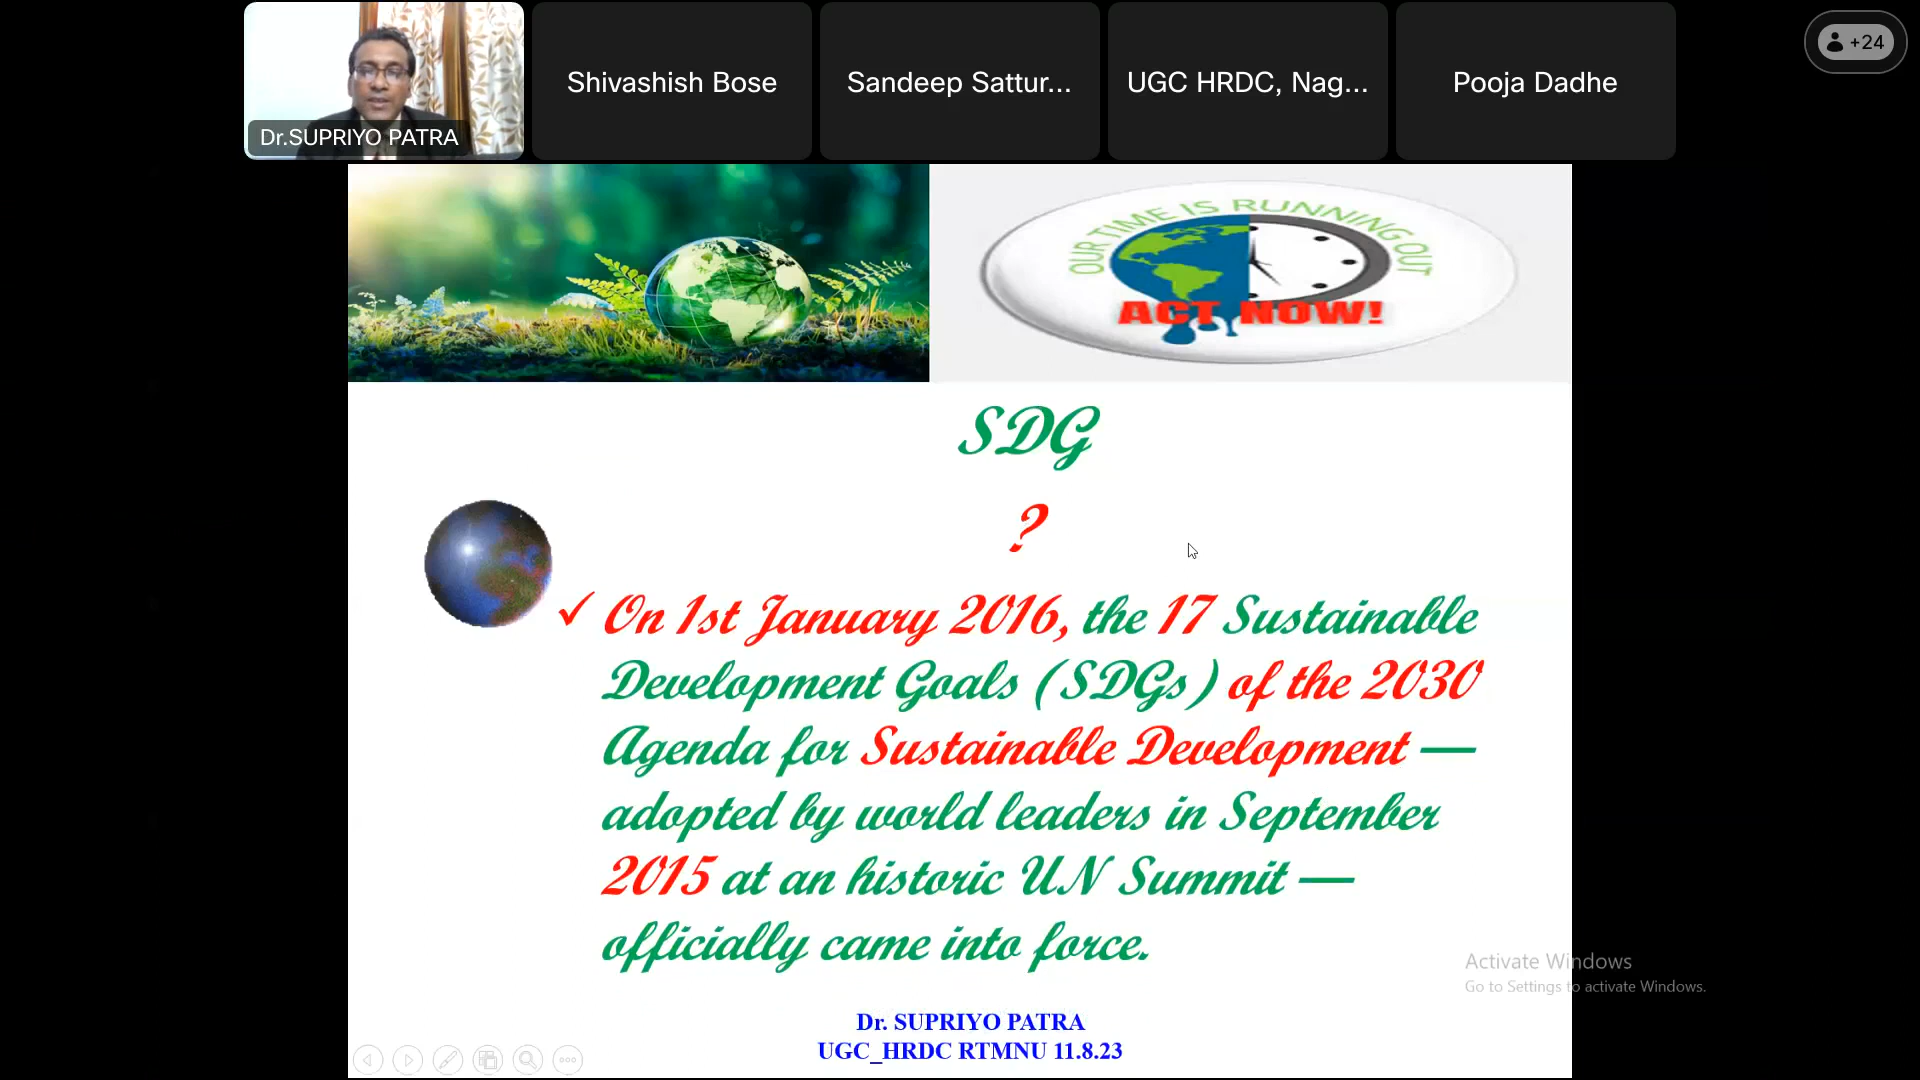 Dr.SUPRIYO PATRA
Shivashish Bose
Sandeep Sattur...
UGC HRDC, Nag...
Pooja Dadhe
+24
OUR TIME IS RUNNING OUT
ACT NOW!
SDG
?
✓ On 1st January 2016, the 17 Sustainable
Development Goals (SDGs) of the 2030
Agenda for Sustainable Development —
adopted by world leaders in September
2015 at an historic UN Summit —
officially came into force.
Activate Windows
Go to Settings to activate Windows.
Dr. SUPRIYO PATRA
UGC_HRDC RTMNU 11.8.23